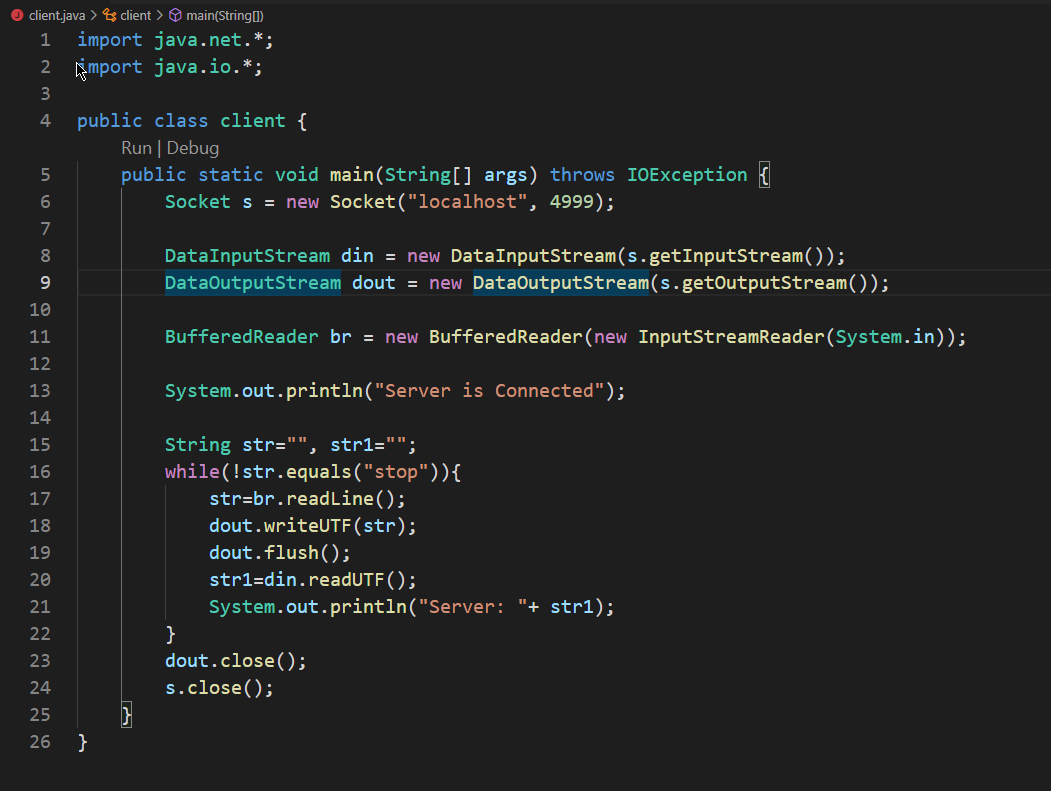 client.java > client > main(String[])
1 import java.net.*;
2 import java.io.*;
3
4 public class client {
Run | Debug
5 public static void main(String[] args) throws IOException {
6 Socket s = new Socket("localhost", 4999);
7
8 DataInputStream din = new DataInputStream(s.getInputStream());
9 DataOutputStream dout = new DataOutputStream(s.getOutputStream());
10
11 BufferedReader br = new BufferedReader(new InputStreamReader(System.in));
12
13 System.out.println("Server is Connected");
14
15 String str="", str1="";
16 while(!str.equals("stop")){
17 str=br.readLine();
18 dout.writeUTF(str);
19 dout.flush();
20 str1=din.readUTF();
21 System.out.println("Server: "+ str1);
22 }
23 dout.close();
24 s.close();
25 }
26 }